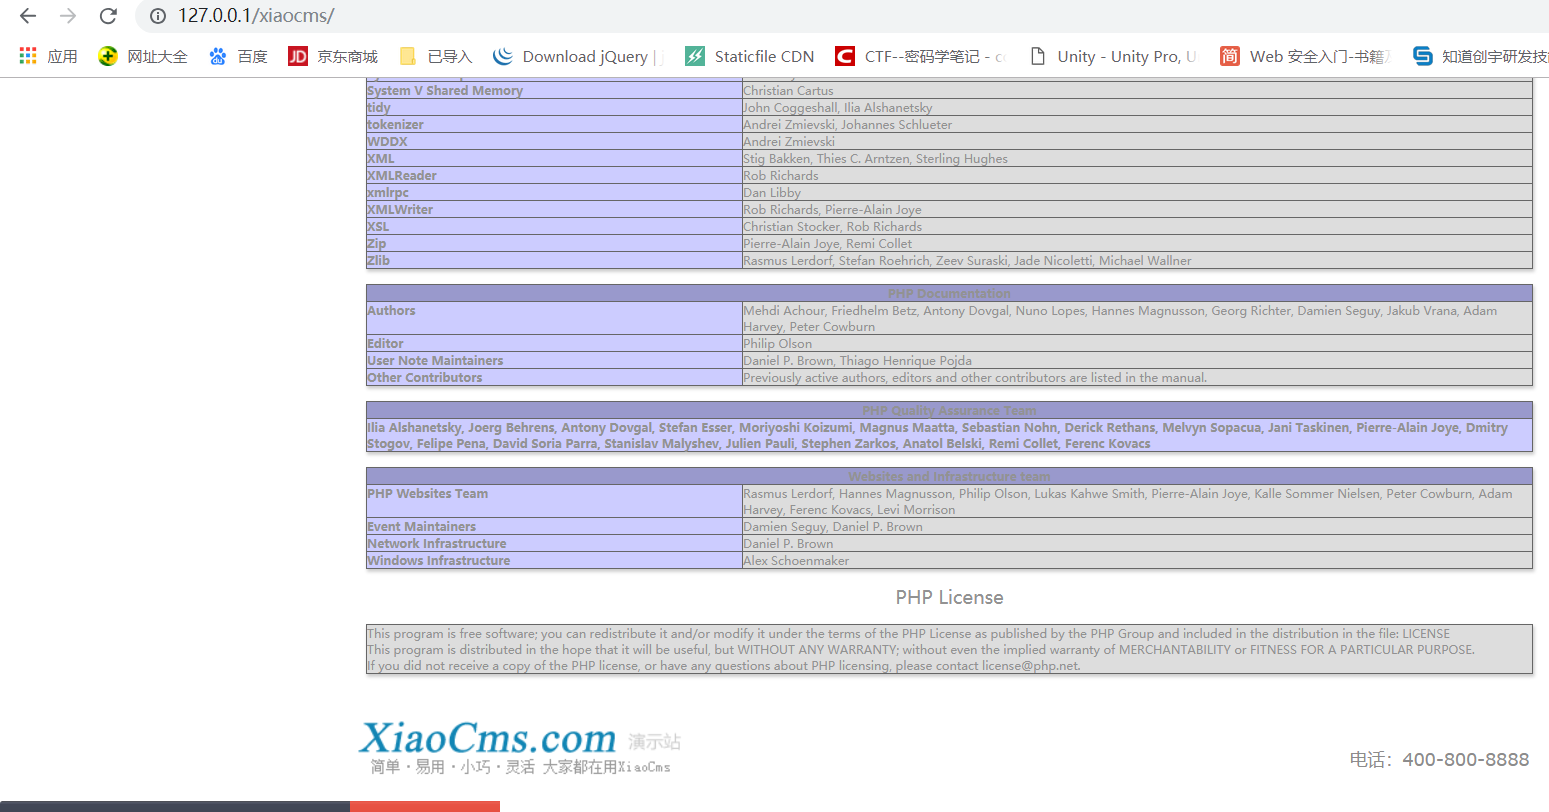 127.0.0.1/xiaocms/
应用 网址大全 百度 JD 京东商城 已导入 Download jQuery | j Staticfile CDN C CTF--密码学笔记 - Unity - Unity Pro, U 简 Web 安全入门-书籍 知道创宇研发技
System V Shared Memory Christian Cartus
tidy John Coggeshall, Ilia Alshanetsky
tokenizer Andrei Zmievski, Johannes Schlueter
WDDX Andrei Zmievski
XML Stig Bakken, Thies C. Arntzen, Sterling Hughes
XMLReader Rob Richards
xmlrpc Dan Libby
XMLWriter Rob Richards, Pierre-Alain Joye
XSL Christian Stocker, Rob Richards
Zip Pierre-Alain Joye, Remi Collet
Zlib Rasmus Lerdorf, Stefan Roehrich, Zeev Suraski, Jade Nicoletti, Michael Wallner
PHP Documentation
Authors Mehdi Achour, Friedhelm Betz, Antony Dovgal, Nuno Lopes, Hannes Magnusson, Georg Richter, Damien Seguy, Jakub Vrana, Adam
Harvey, Peter Cowburn
Editor Philip Olson
User Note Maintainers Daniel P. Brown, Thiago Henrique Pojda
Other Contributors Previously active authors, editors and other contributors are listed in the manual.
PHP Quality Assurance Team
Ilia Alshanetsky, Joerg Behrens, Antony Dovgal, Stefan Esser, Moriyoshi Koizumi, Magnus Maatta, Sebastian Nohn, Derick Rethans, Melvyn Sopacua, Jani Taskinen, Pierre-Alain Joye, Dmitry
Stogov, Felipe Pena, David Soria Parra, Stanislav Malyshev, Julien Pauli, Stephen Zarkos, Anatol Belski, Remi Collet, Ferenc Kovacs
Websites and Infrastructure team
PHP Websites Team Rasmus Lerdorf, Hannes Magnusson, Philip Olson, Lukas Kahwe Smith, Pierre-Alain Joye, Kalle Sommer Nielsen, Peter Cowburn, Adam
Harvey, Ferenc Kovacs, Levi Morrison
Event Maintainers Damien Seguy, Daniel P. Brown
Network Infrastructure Daniel P. Brown
Windows Infrastructure Alex Schoenmaker
PHP License
This program is free software; you can redistribute it and/or modify it under the terms of the PHP License as published by the PHP Group and included in the distribution in the file: LICENSE
This program is distributed in the hope that it will be useful, but WITHOUT ANY WARRANTY; without even the implied warranty of MERCHANTABILITY or FITNESS FOR A PARTICULAR PURPOSE.
If you did not receive a copy of the PHP license, or have any questions about PHP licensing, please contact license@php.net.
XiaoCms.com 演示站
简单·易用·小巧·灵活 大家都在用XiaoCms
电话：400-800-8888